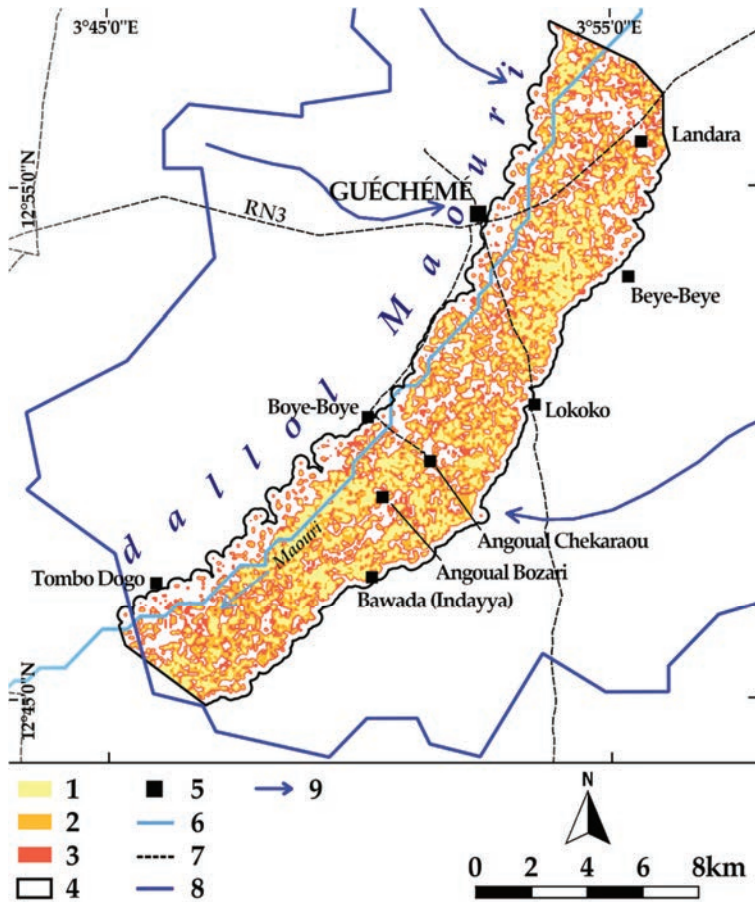 3°45'0"E
3°55'0"E
12°55'0"N
Landara
GUÉCHÉMÉ
RN3
Beye-Beye
dallol Maouri
Boye-Boye
Lokoko
Angoual Chekaraou
Maouri
Angoual Bozari
Tombo Dogo
Bawada (Indayya)
12°45'0"N
1
5
9
2
6
3
7
4
8
N
0 2 4 6 8km